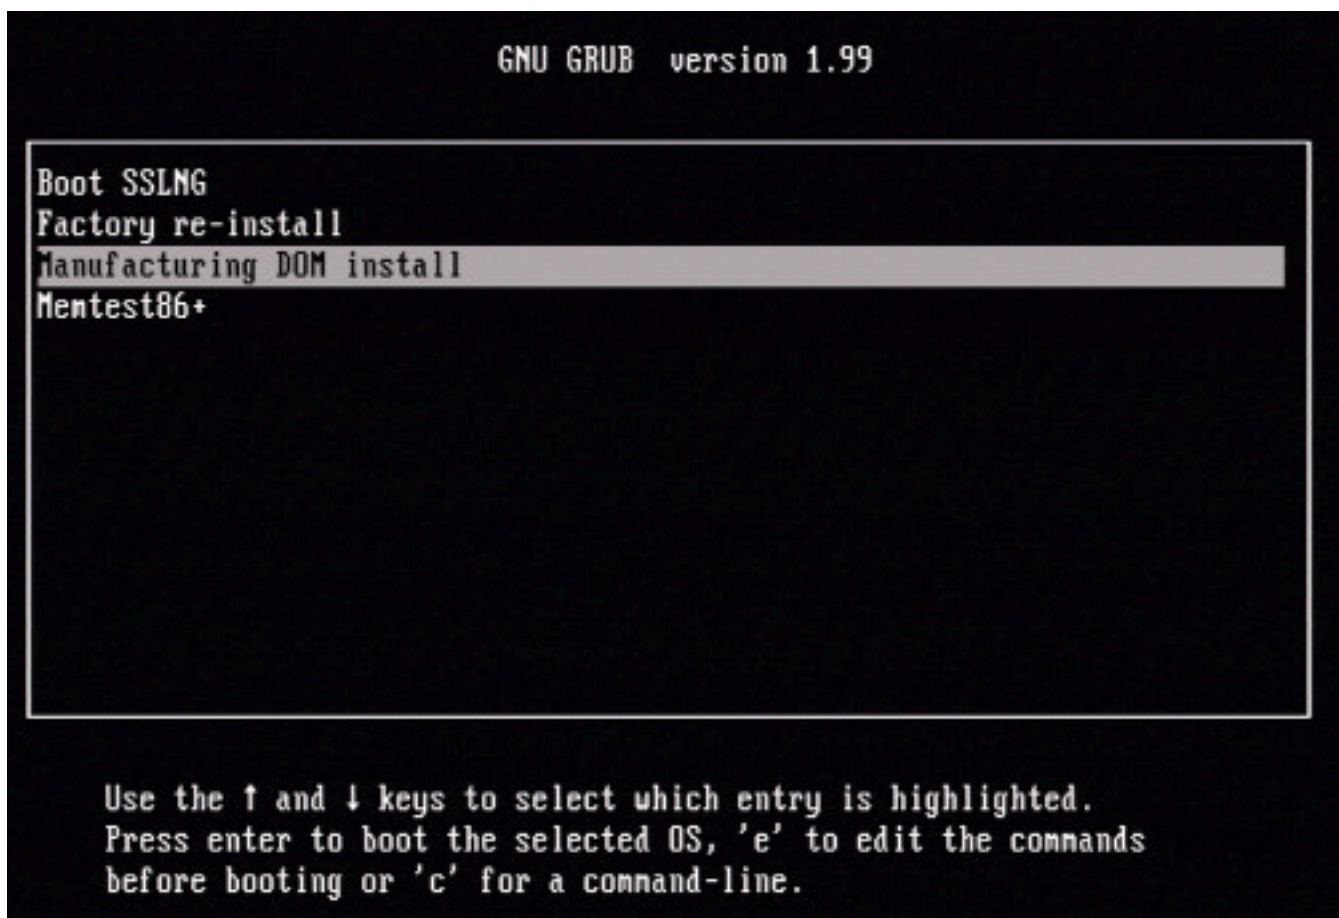 GNU GRUB version 1.99
Boot SSLNG
Factory re-install
Manufacturing DOM install
Memtest86+
Use the ↑ and ↓ keys to select which entry is highlighted.
Press enter to boot the selected OS, 'e' to edit the commands
before booting or 'c' for a command-line.